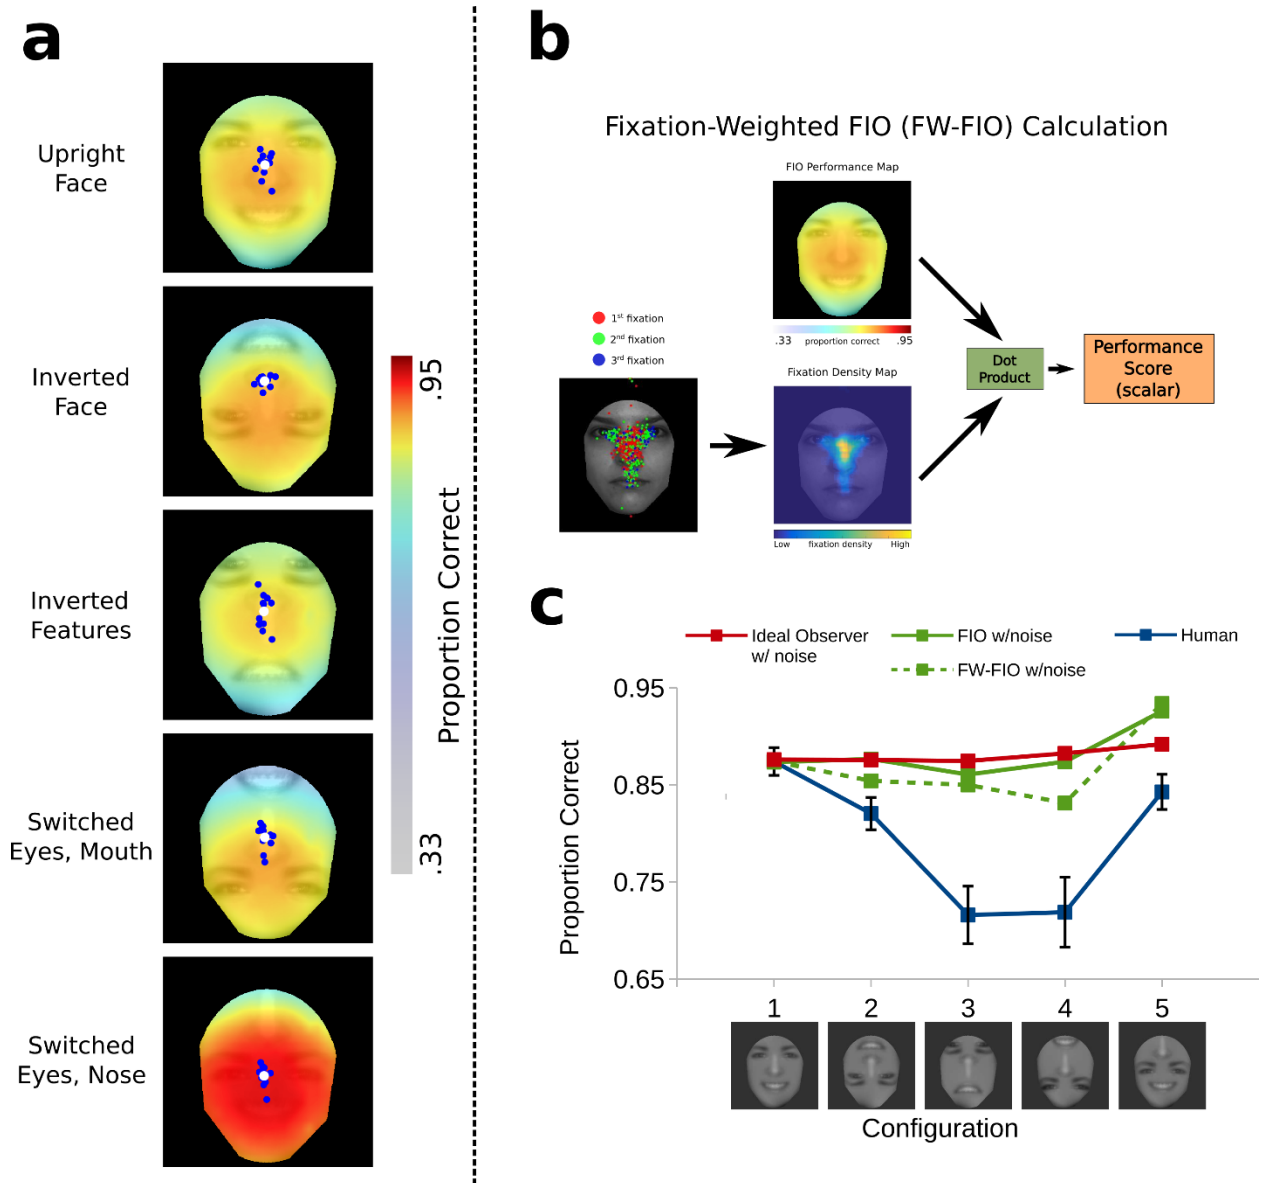 a
Upright
Face
Inverted
Face
Inverted
Features
Switched
Eyes, Mouth
Switched
Eyes, Nose
.95
Proportion Correct
.33
b
Fixation-Weighted FIO (FW-FIO) Calculation
FIO Performance Map
.33 proportion correct .95
1st fixation
2nd fixation
3rd fixation
Fixation Density Map
Low fixation density High
Dot
Product
Performance
Score
(scalar)
c
Ideal Observer
w/ noise
FIO w/noise
FW-FIO w/noise
Human
Proportion Correct
0.95
0.85
0.75
0.65
1 2 3 4 5
Configuration